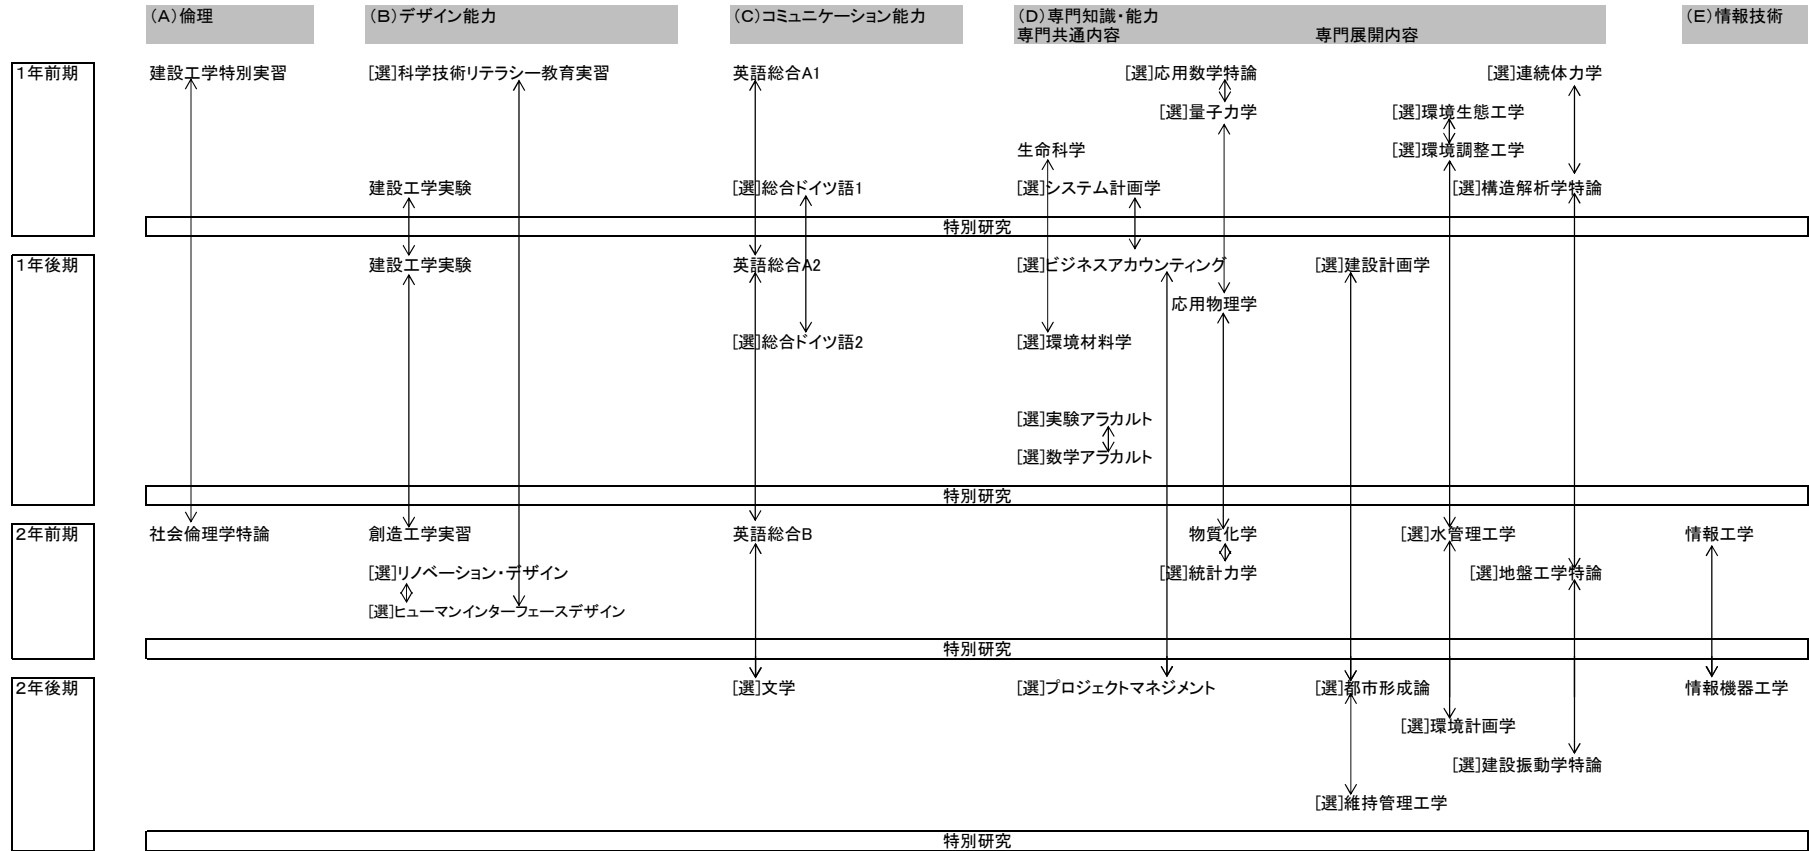 (A)倫理 (B)デザイン能力 (C)コミュニケーション能力 (D)専門知識・能力 (E)情報技術
専門共通内容 専門展開内容
1年前期 建設工学特別実習 [選]科学技術リテラシー教育実習 英語総合A1 [選]応用数学特論 [選]連続体力学
[選]量子力学 [選]環境生態工学
生命科学 [選]環境調整工学
建設工学実験 [選]総合ドイツ語1 [選]システム計画学 [選]構造解析学特論
特別研究
1年後期 建設工学実験 英語総合A2 [選]ビジネスアカウンティング [選]建設計画学
応用物理学
[選]総合ドイツ語2 [選]環境材料学
[選]実験アラカルト
[選]数学アラカルト
特別研究
2年前期 社会倫理学特論 創造工学実習 英語総合B 物質化学 [選]水管理工学 情報工学
[選]リノベーション・デザイン [選]統計力学 [選]地盤工学特論
[選]ヒューマンインターフェースデザイン
特別研究
2年後期 [選]文学 [選]プロジェクトマネジメント [選]都市形成論 情報機器工学
[選]環境計画学
[選]建設振動学特論
[選]維持管理工学
特別研究